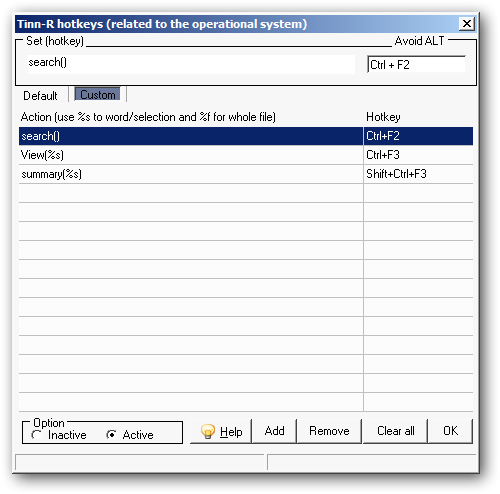 Tinn-R hotkeys (related to the operational system)
Set (hotkey) Avoid ALT
search() Ctrl + F2
Default Custom
Action (use %s to word/selection and %f for whole file) Hotkey
search() Ctrl+F2
View(%s) Ctrl+F3
summary(%s) Shift+Ctrl+F3
Option
Inactive Active Help Add Remove Clear all OK